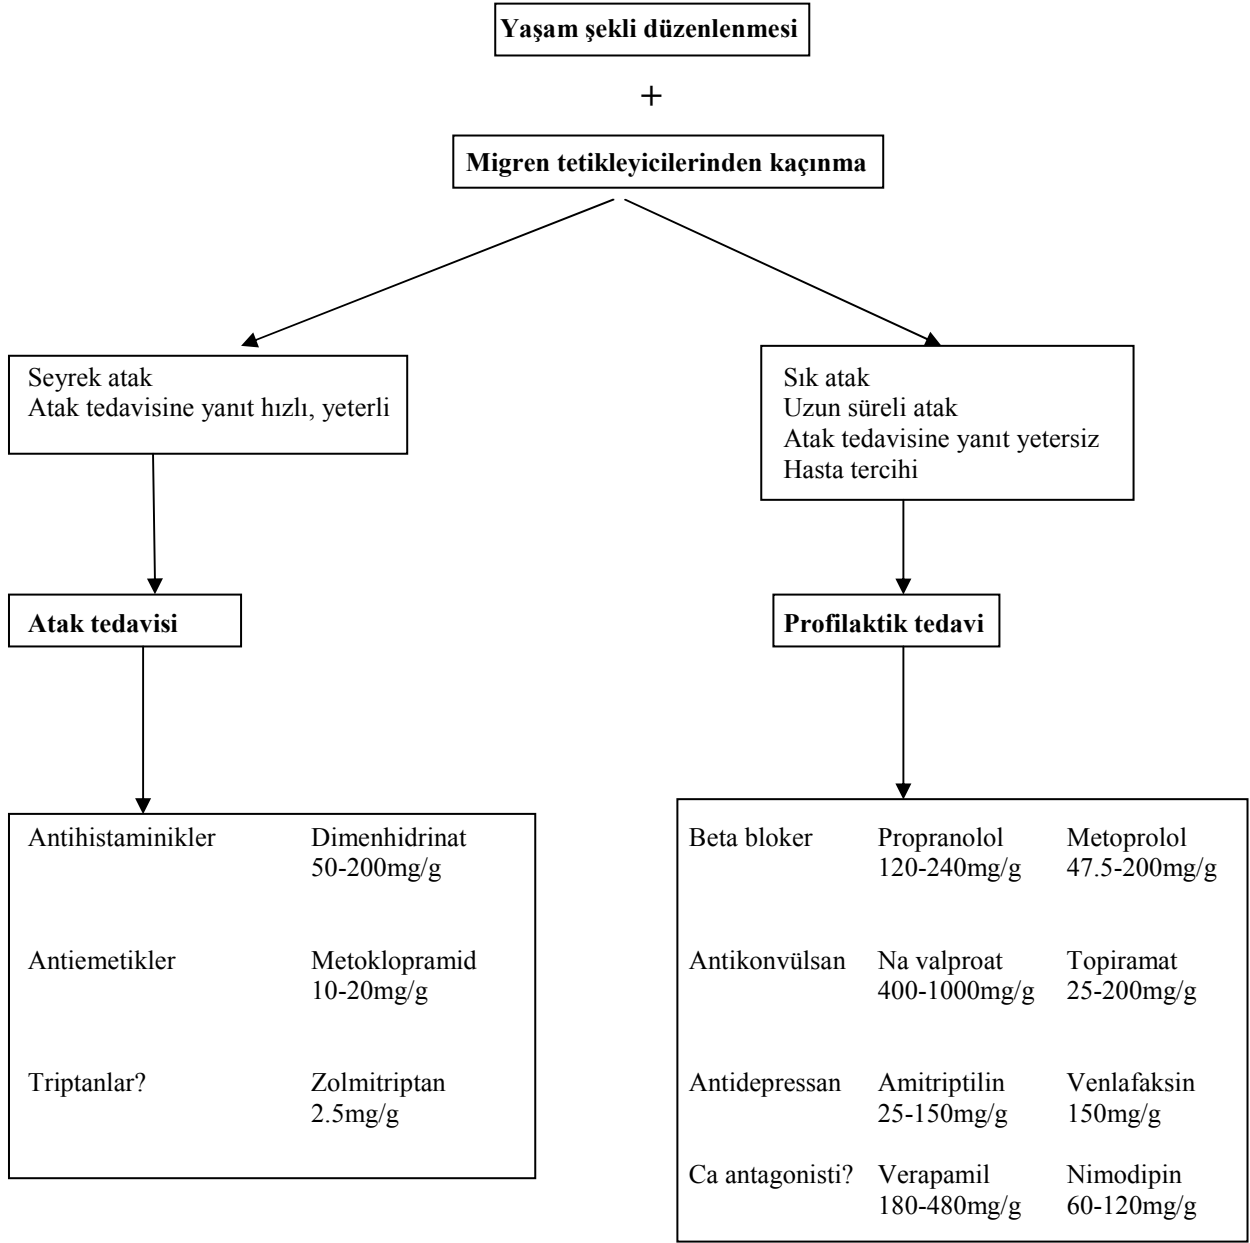 Yaşam şekli düzenlenmesi
+
Migren tetikleyicilerinden kaçınma
Seyrek atak
Atak tedavisine yanıt hızlı, yeterli
Sık atak
Uzun süreli atak
Atak tedavisine yanıt yetersiz
Hasta tercihi
Atak tedavisi
Profilaktik tedavi
Antihistaminikler Dimenhidrinat
50-200mg/g
Antiemetikler Metoklopramid
10-20mg/g
Triptanlar? Zolmitriptan
2.5mg/g
Beta bloker Propranolol Metoprolol
120-240mg/g 47.5-200mg/g
Antikonvülsan Na valproat Topiramat
400-1000mg/g 25-200mg/g
Antidepressan Amitriptilin Venlafaksin
25-150mg/g 150mg/g
Ca antagonisti? Verapamil Nimodipin
180-480mg/g 60-120mg/g